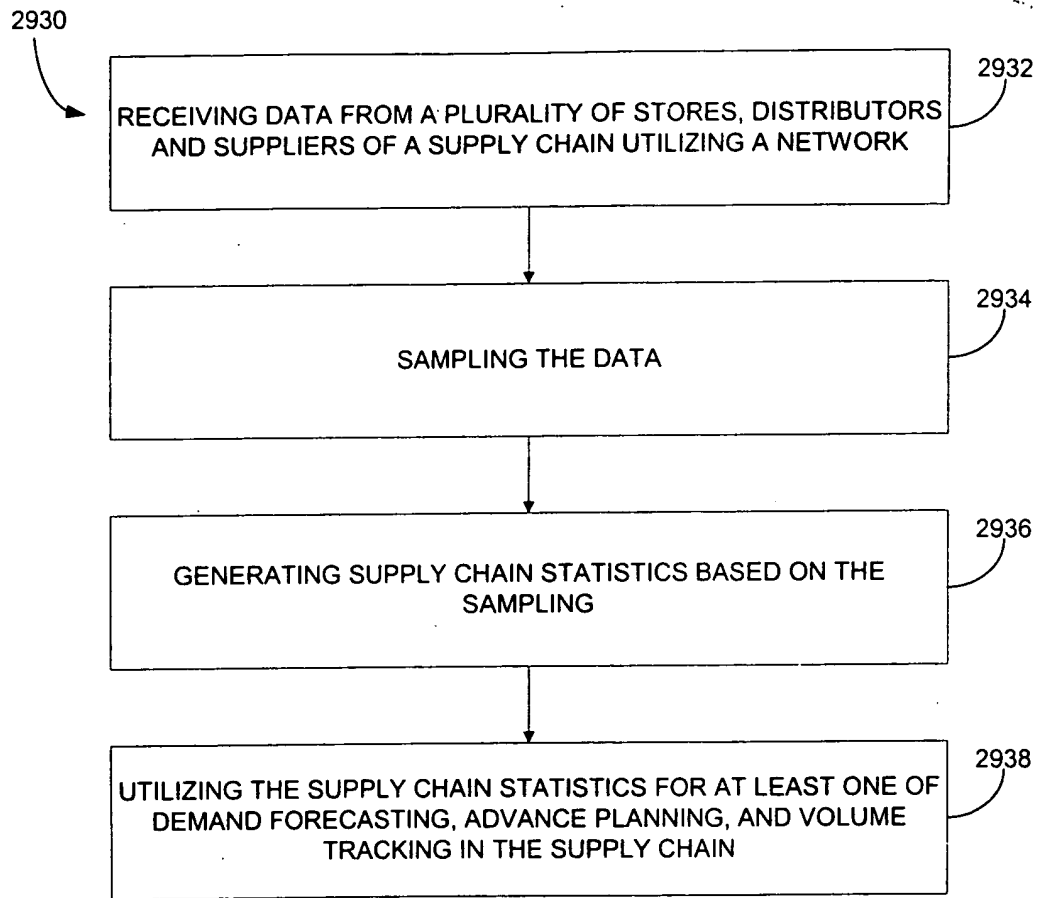 2930
2932
RECEIVING DATA FROM A PLURALITY OF STORES, DISTRIBUTORS
AND SUPPLIERS OF A SUPPLY CHAIN UTILIZING A NETWORK
2934
SAMPLING THE DATA
2936
GENERATING SUPPLY CHAIN STATISTICS BASED ON THE
SAMPLING
2938
UTILIZING THE SUPPLY CHAIN STATISTICS FOR AT LEAST ONE OF
DEMAND FORECASTING, ADVANCE PLANNING, AND VOLUME
TRACKING IN THE SUPPLY CHAIN